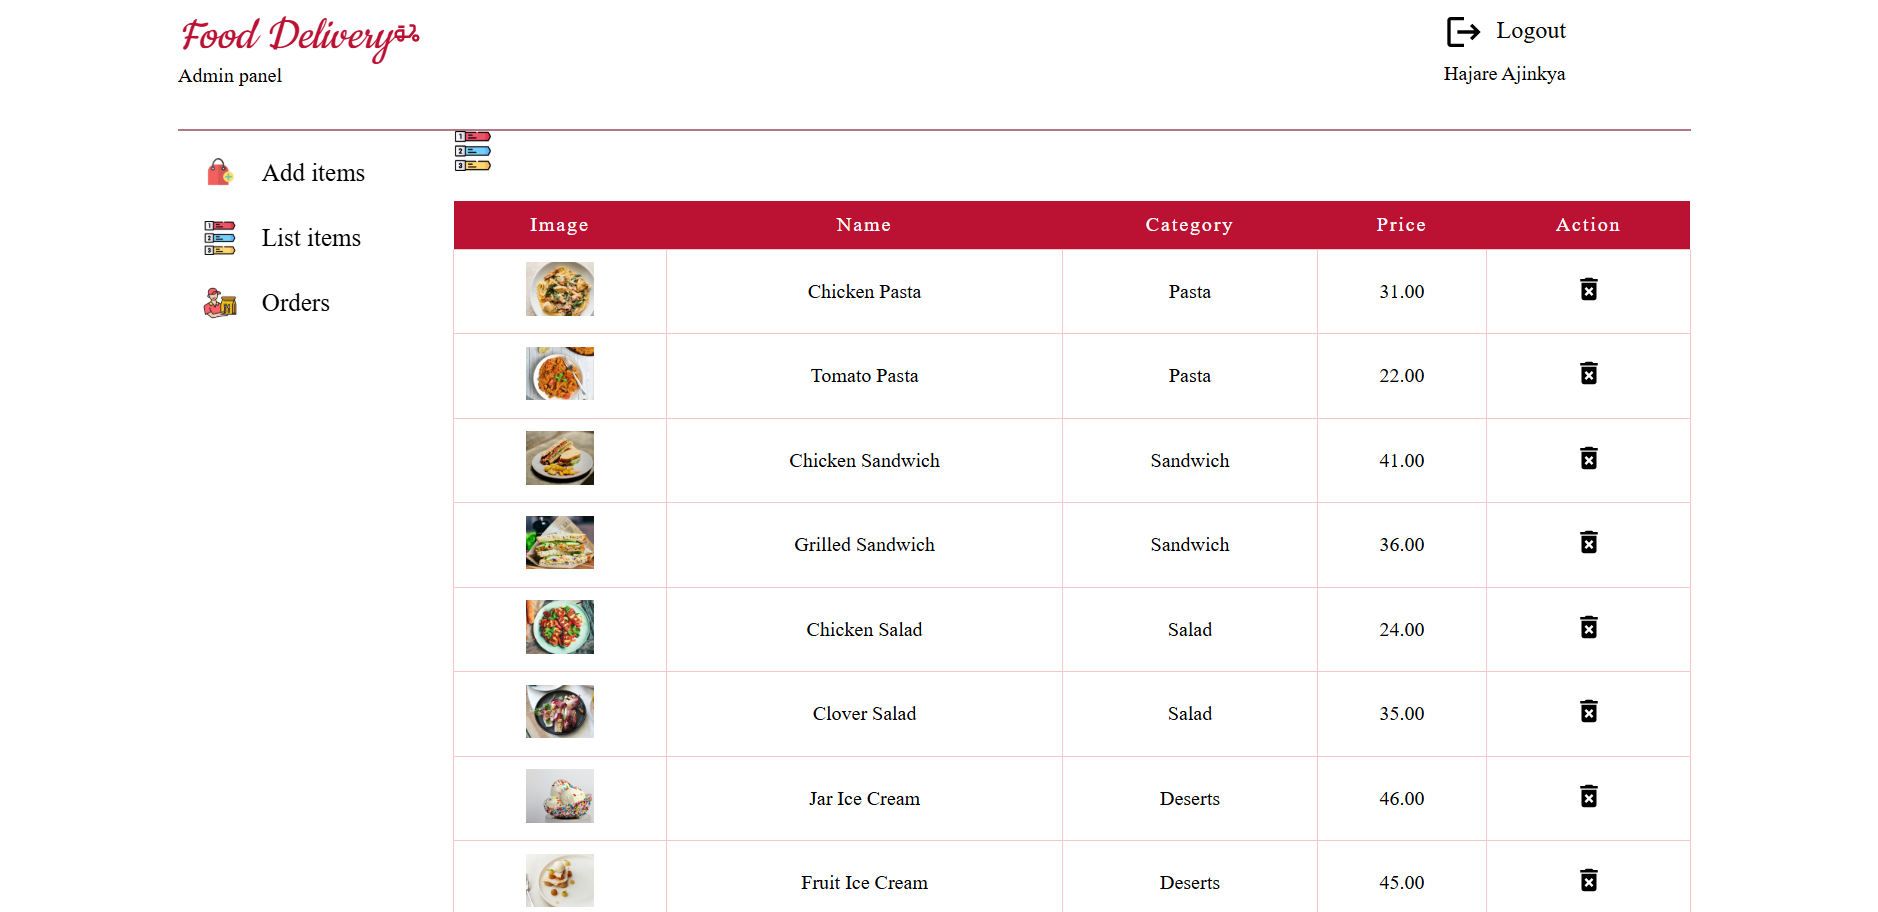 Food Delivery
Admin panel
Logout
Hajare Ajinkya
Add items
List items
Orders
1
2
3
Image Name Category Price Action
Chicken Pasta Pasta 31.00
Tomato Pasta Pasta 22.00
Chicken Sandwich Sandwich 41.00
Grilled Sandwich Sandwich 36.00
Chicken Salad Salad 24.00
Clover Salad Salad 35.00
Jar Ice Cream Deserts 46.00
Fruit Ice Cream Deserts 45.00